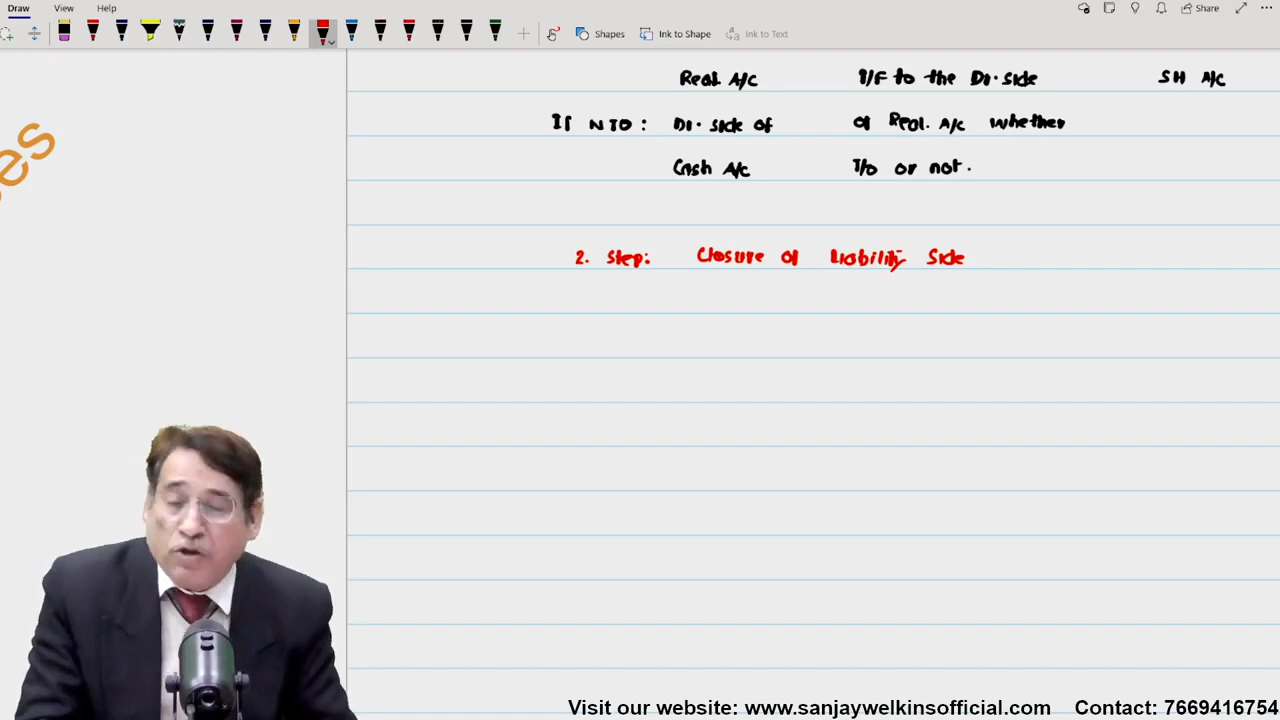 Draw View Help Share
Shapes Ink to Shape Ink to Text
Real A/C T/F to the Dr. side SH A/c
If NTO: Dr. side of of Real. A/C whether
Cash A/c T/o or not.
es
2. Step: Closure of Liability Side
Visit our website: www.sanjaywelkinsofficial.com Contact: 7669416754